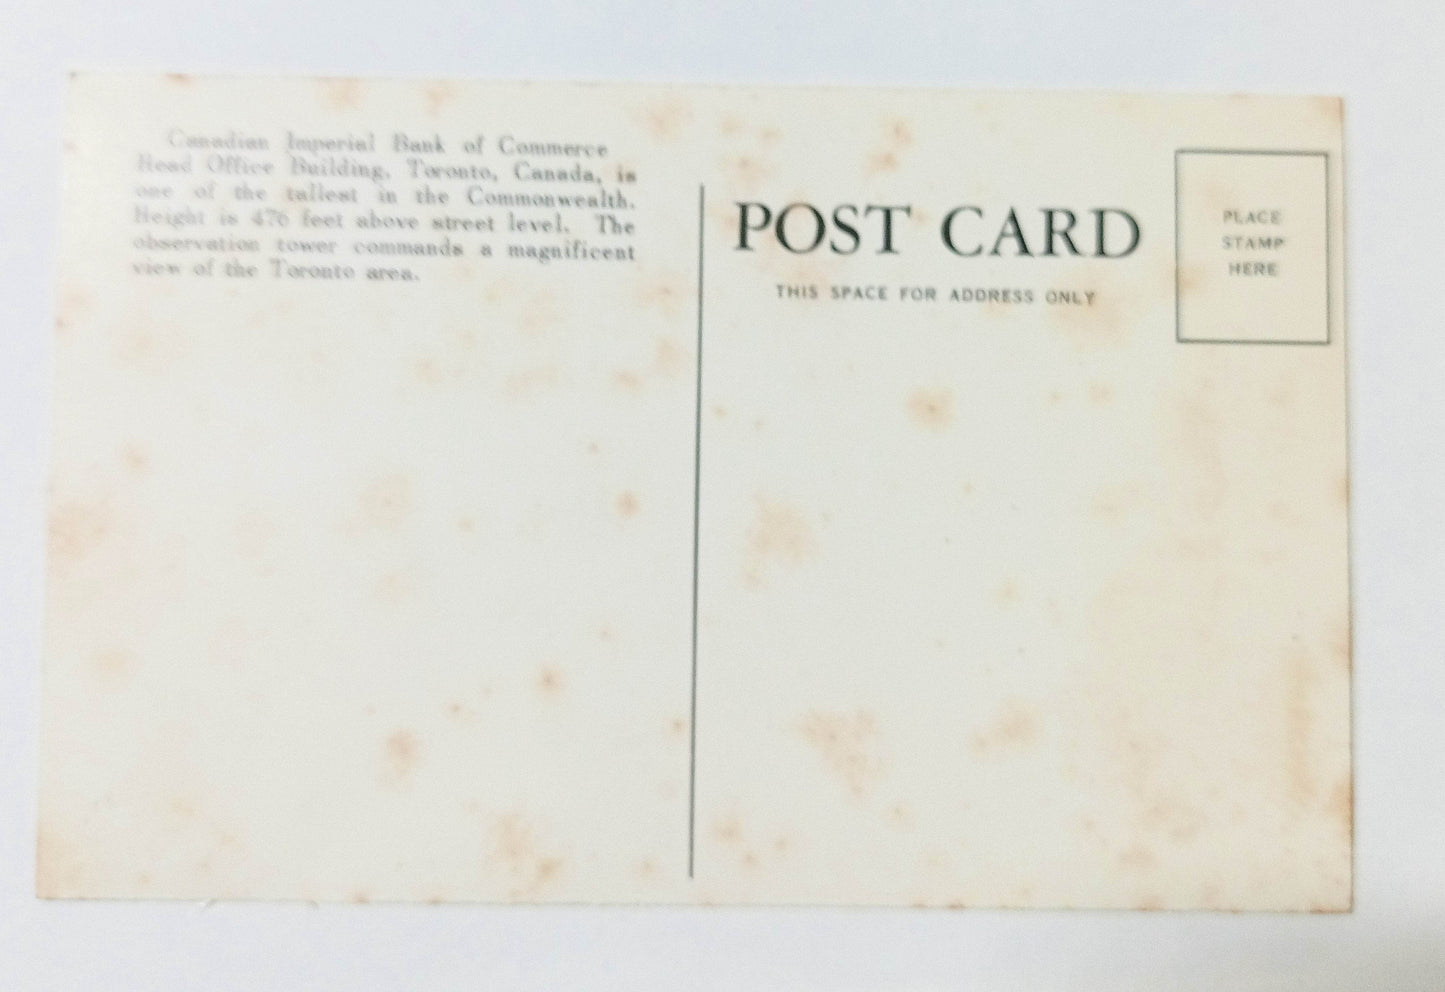 Canadian Imperial Bank of Commerce
Head Office Building, Toronto, Canada, is
one of the tallest in the Commonwealth.
Height is 476 feet above street level. The
observation tower commands a magnificent
view of the Toronto area.
POST CARD
THIS SPACE FOR ADDRESS ONLY
PLACE
STAMP
HERE